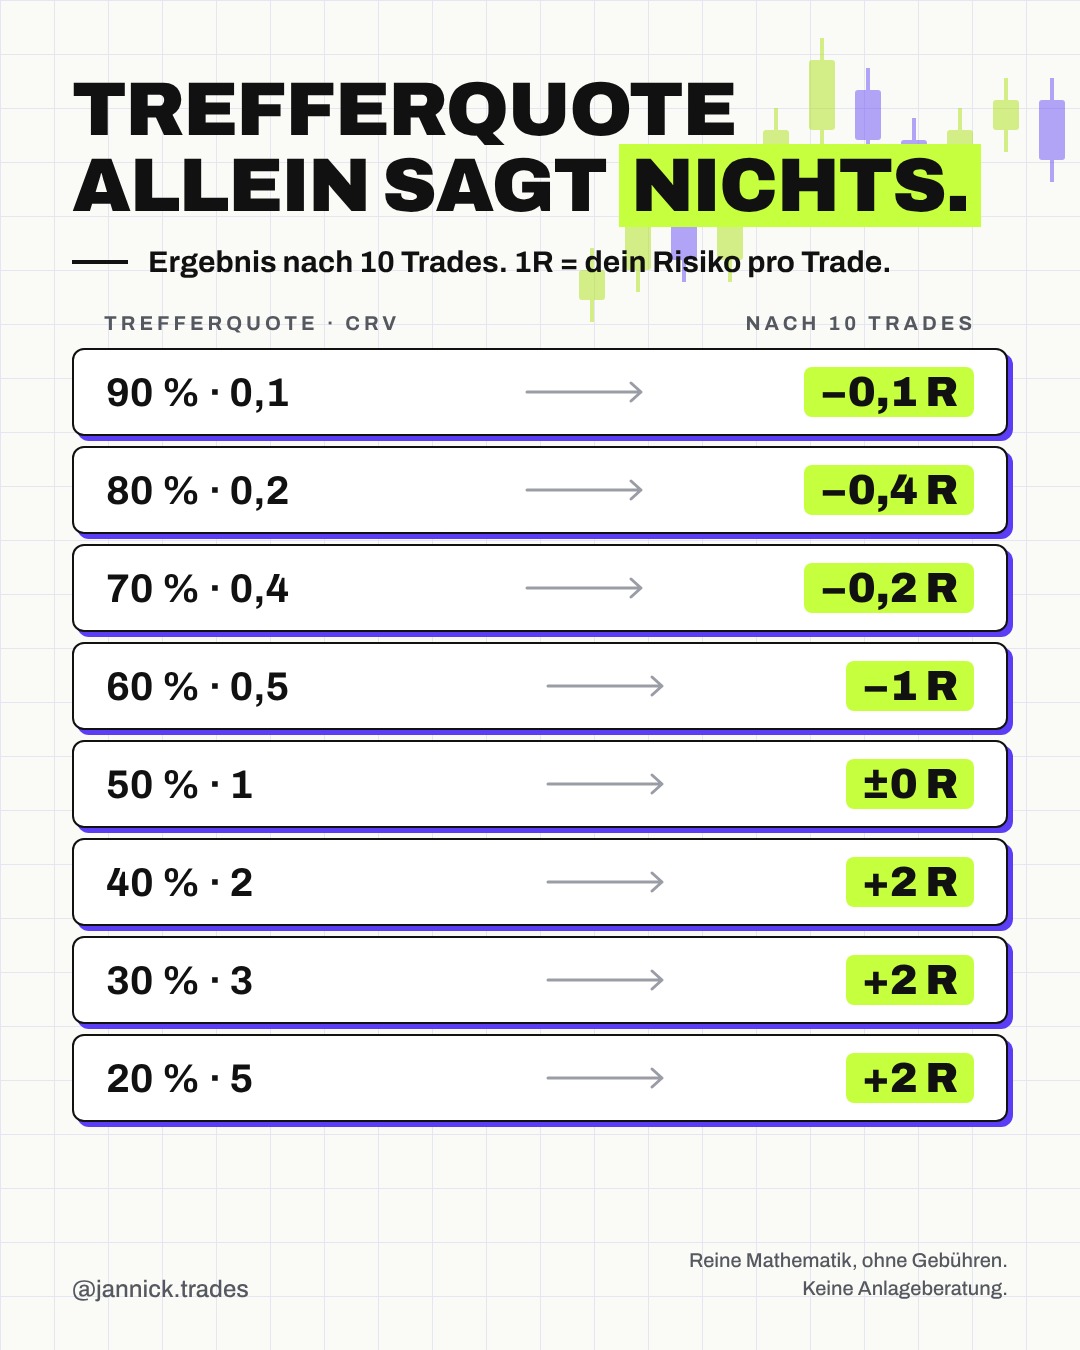 TREFFERQUOTE
ALLEIN SAGT NICHTS.
Ergebnis nach 10 Trades. 1R = dein Risiko pro Trade.
TREFFERQUOTE · CRV NACH 10 TRADES
90 % · 0,1 → −0,1 R
80 % · 0,2 → −0,4 R
70 % · 0,4 → −0,2 R
60 % · 0,5 → −1 R
50 % · 1 → ±0 R
40 % · 2 → +2 R
30 % · 3 → +2 R
20 % · 5 → +2 R
Reine Mathematik, ohne Gebühren.
@jannick.trades Keine Anlageberatung.